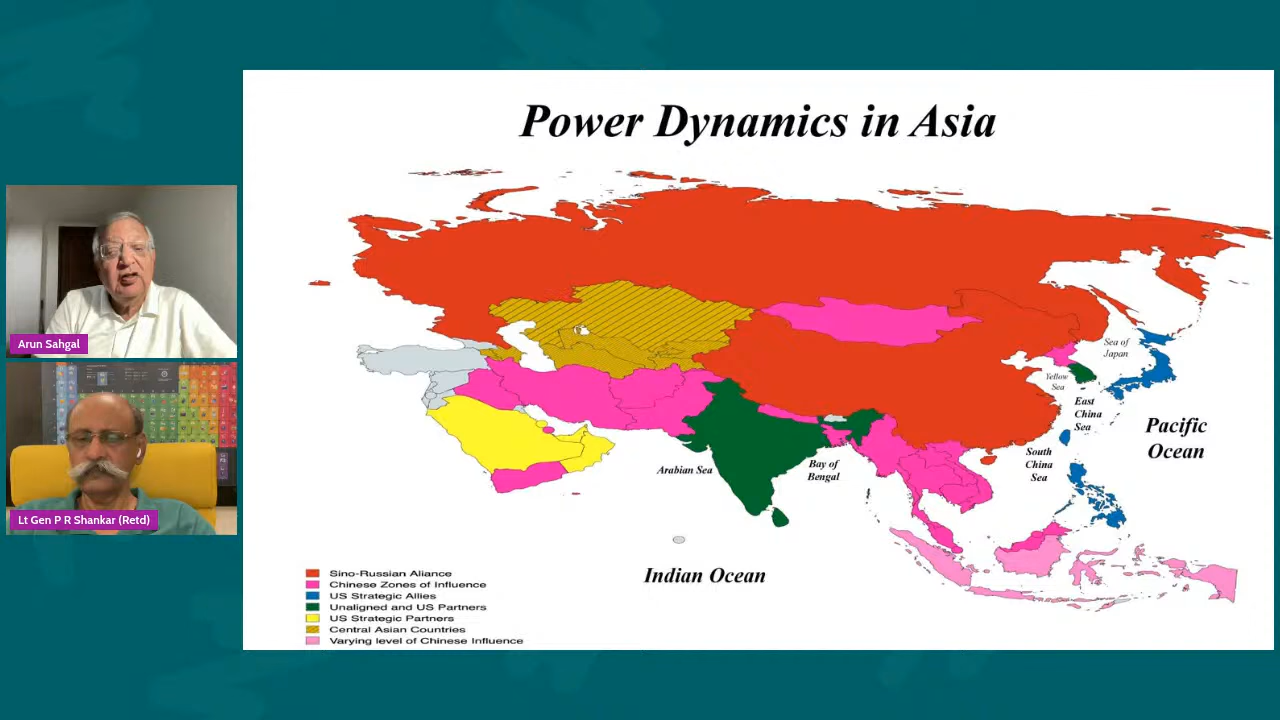 Power Dynamics in Asia
Arun Sahgal
Lt Gen P R Shankar (Retd)
Sea of
Japan
Yellow
Sea
East
China
Sea
Pacific
Ocean
South
China
Sea
Arabian Sea
Bay of
Bengal
Indian Ocean
Sino-Russian Aliance
Chinese Zones of Influence
US Strategic Allies
Unaligned and US Partners
US Strategic Partners
Central Asian Countries
Varying level of Chinese Influence